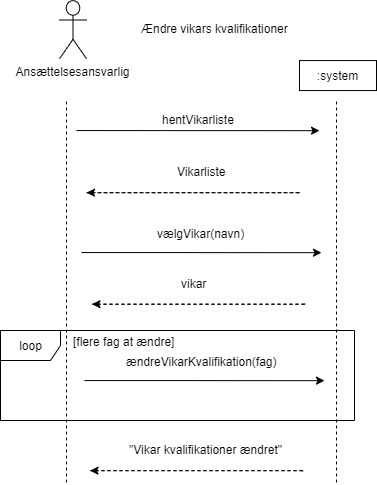 Ændre vikars kvalifikationer
Ansættelsesansvarlig
:system
hentVikarliste
Vikarliste
vælgVikar(navn)
vikar
loop
[flere fag at ændre]
ændreVikarKvalifikation(fag)
"Vikar kvalifikationer ændret"